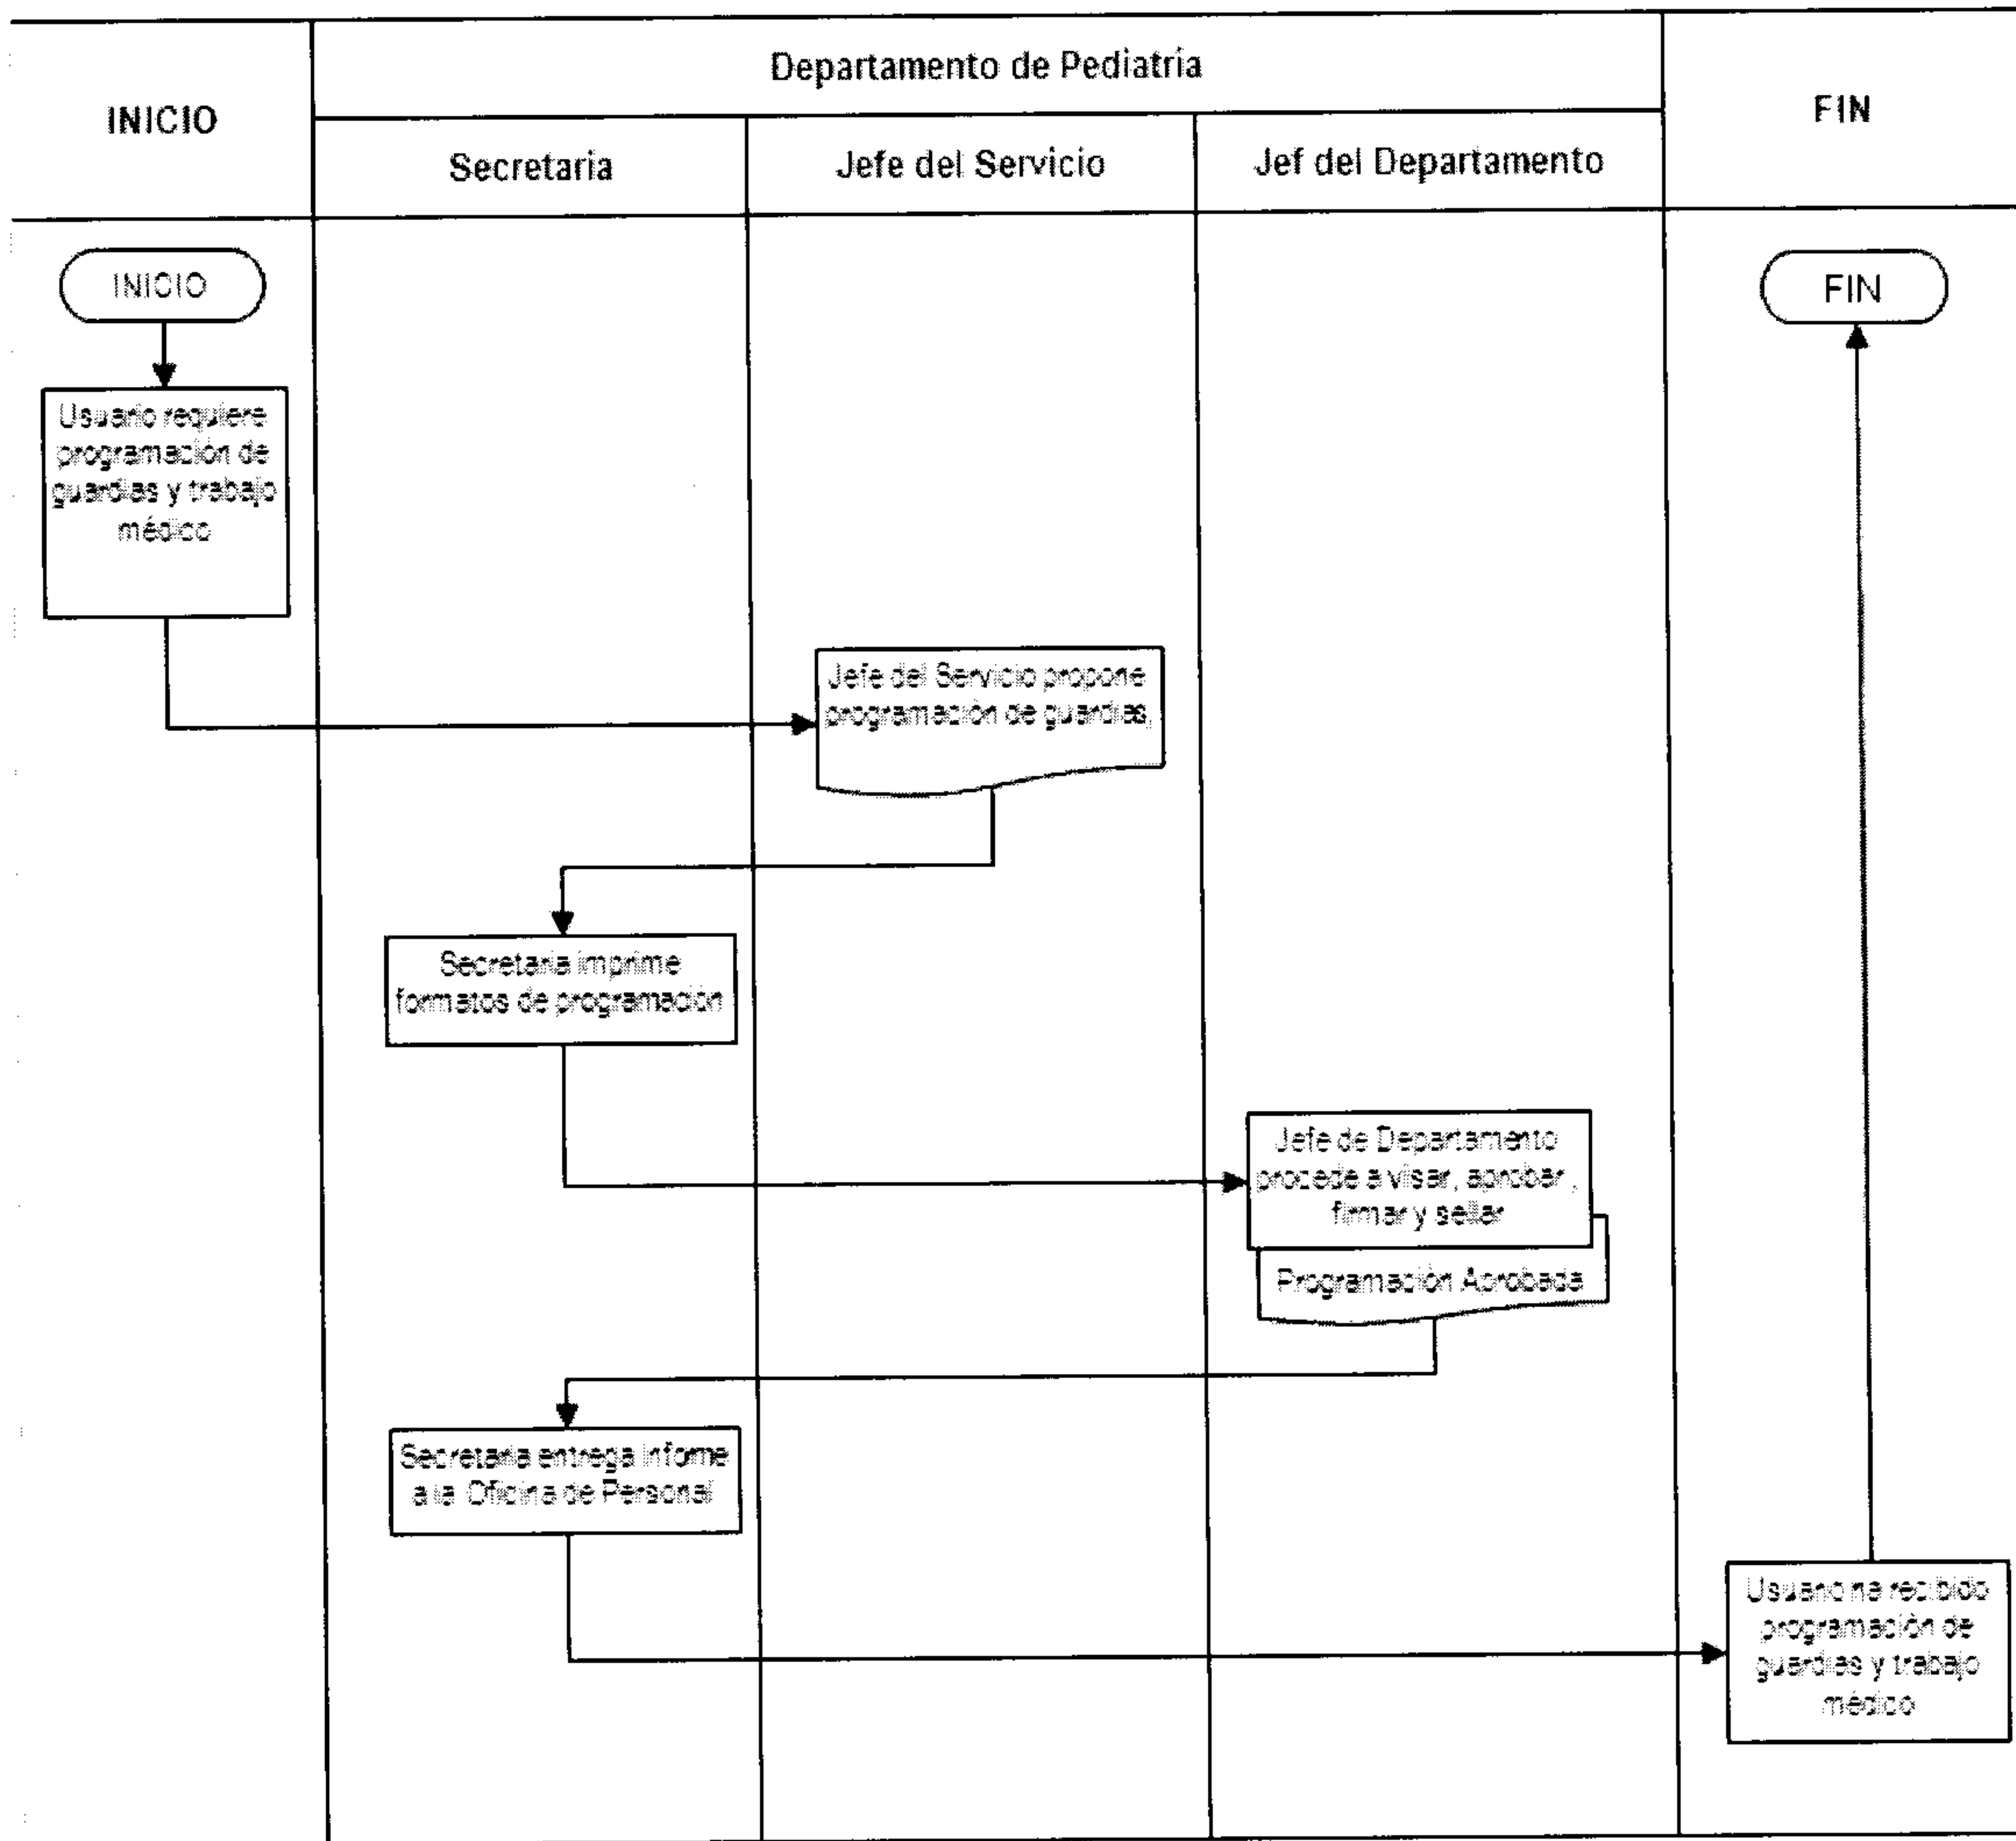 Departamento de Pediatría
INICIO
FIN
Secretaria
Jefe del Servicio
Jef del Departamento
INICIO
FIN
Usuario requiere
programación de
guardias y trabajo
médico
Jefe del Servicio propone
programación de guardias,
Secretaria imprime
formatos de programación
Jefe de Departamento
procede a visar, aprobar ,
firmar y sellar
Programación Aprobada
Secretaria entrega informe
a la Oficina de Personal
Usuario ha recibido
programación de
guardias y trabajo
médico